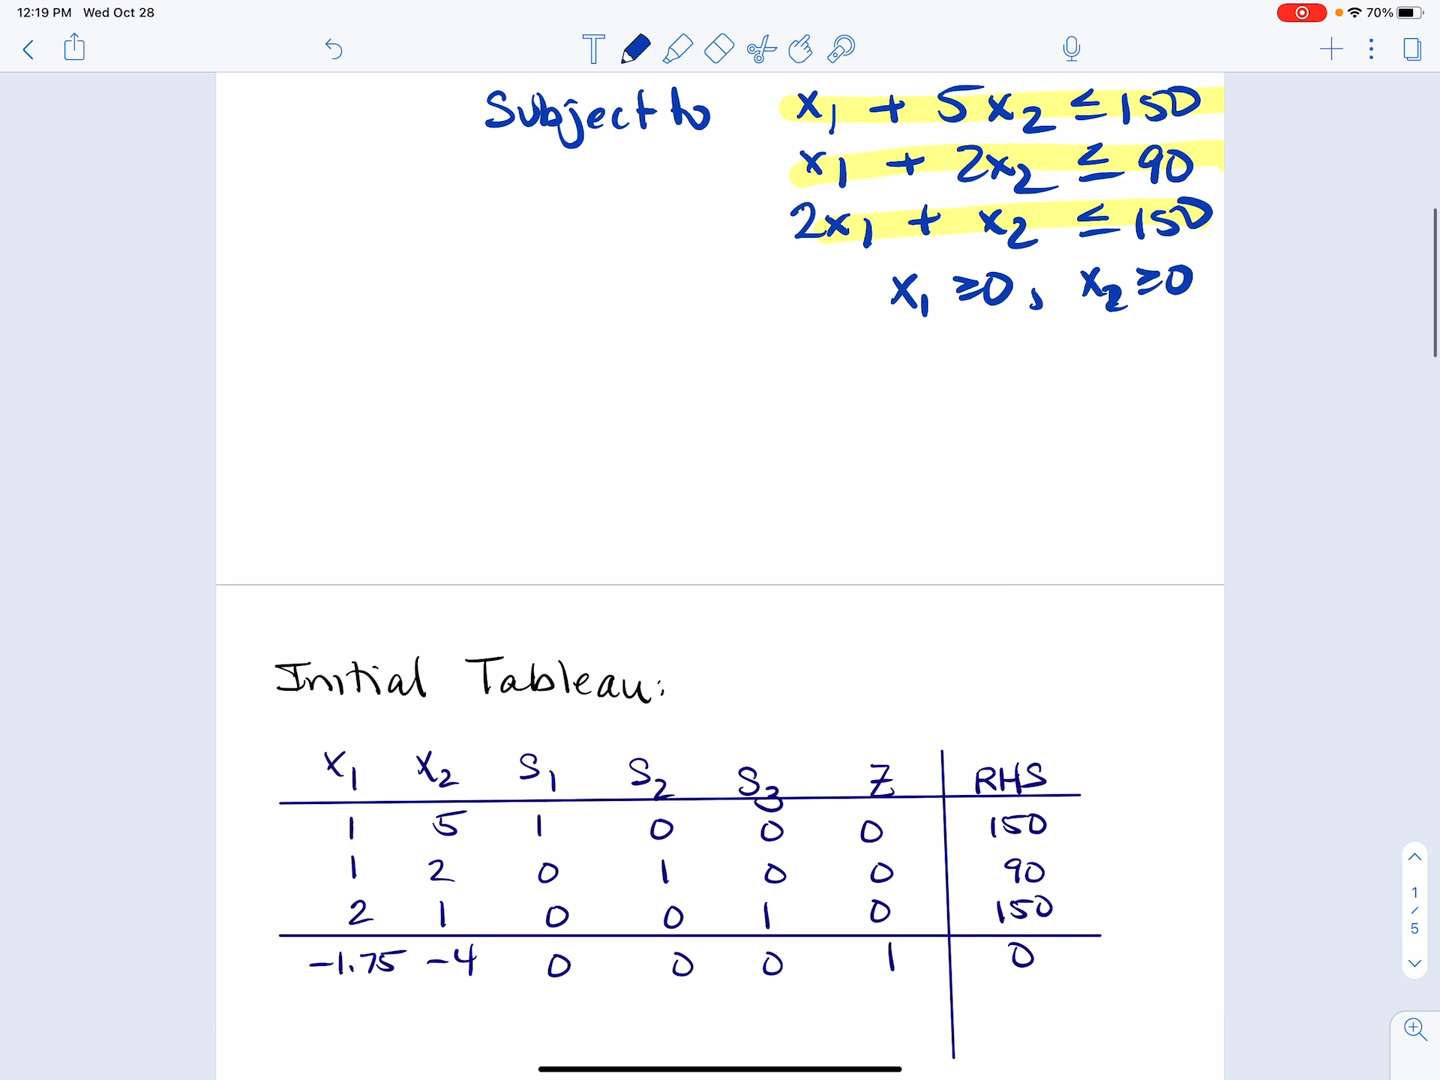 12:19 PM Wed Oct 28
70%
T
Subject to x₁ + 5x₂ ≤ 150
x₁ + 2x₂ ≤ 90
2x₁ + x₂ ≤ 150
x₁ ≥0, x₂ ≥0
Initial Tableau:
x₁ x₂ S₁ S₂ S₃ Z RHS
1 5 1 0 0 0 150
1 2 0 1 0 0 90
2 1 0 0 1 0 150
-1.75 -4 0 0 0 1 0
1
/
5